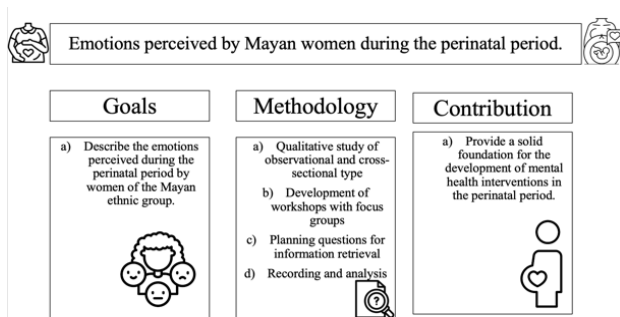 Emotions perceived by Mayan women during the perinatal period.
Goals
a) Describe the emotions
perceived during the
perinatal period by
women of the Mayan
ethnic group.
Methodology
a) Qualitative study of
observational and cross-
sectional type
b) Development of
workshops with focus
groups
c) Planning questions for
information retrieval
d) Recording and analysis
?
Contribution
a) Provide a solid
foundation for the
development of mental
health interventions in
the perinatal period.